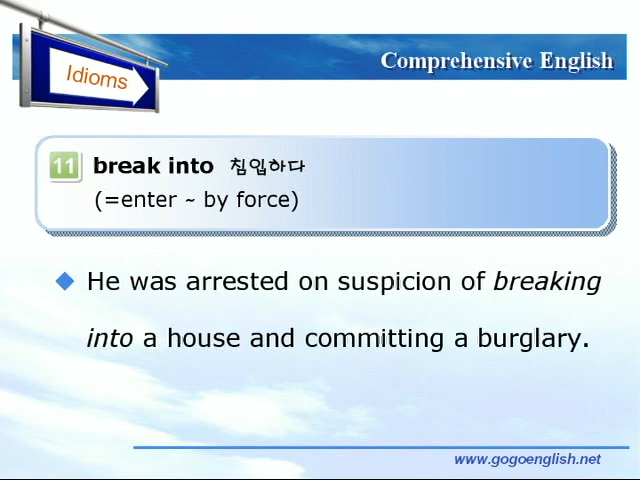 Idioms
Comprehensive English
11 break into 침입하다
(=enter ~ by force)
He was arrested on suspicion of breaking
into a house and committing a burglary.
www.gogoenglish.net